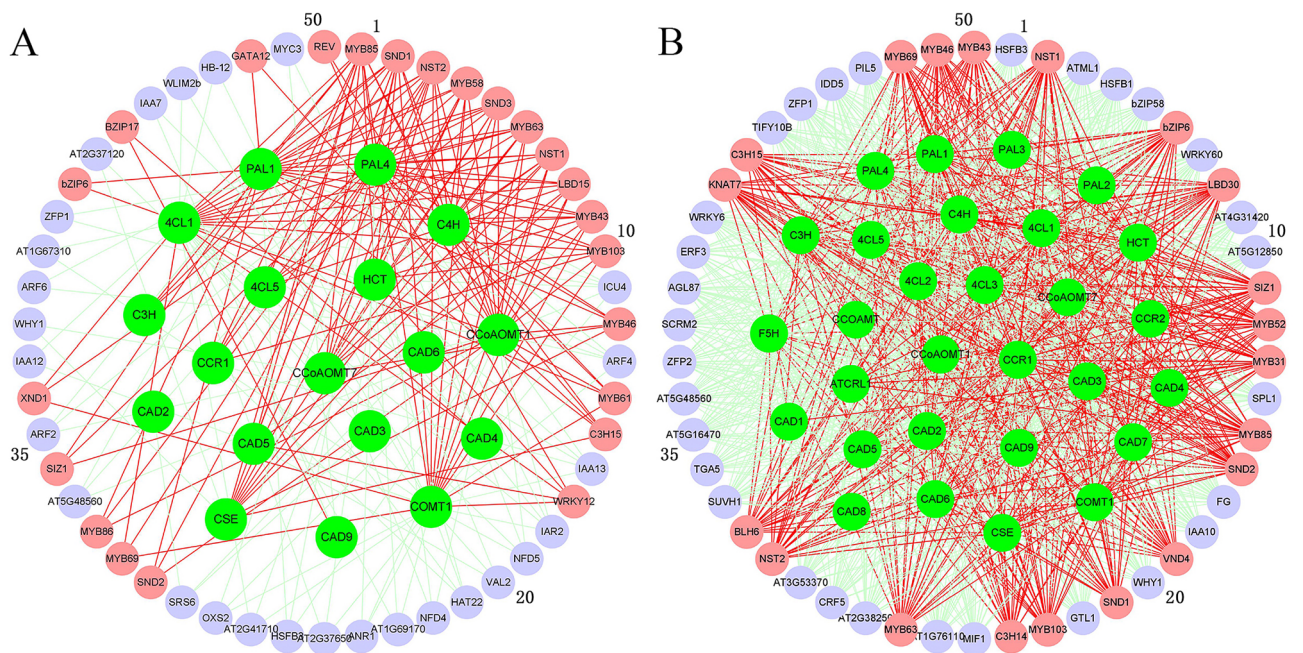 A
50
1
MYC3
REV
MYB85
SND1
NST2
MYB58
SND3
MYB63
NST1
LBD15
MYB43
10
MYB103
ICU4
MYB46
ARF4
MYB61
C3H15
IAA13
WRKY12
IAR2
NFD5
VAL2
20
HAT22
NFD4
AT1G69170
ANR1
AT2G37650
HSFB3
AT2G41710
OXS2
SRS6
SND2
MYB69
MYB86
AT5G48560
SIZ1
35
ARF2
XND1
IAA12
WHY1
ARF6
AT1G67310
ZFP1
bZIP6
AT2G37120
BZIP17
IAA7
WLIM2b
HB-12
GATA12
PAL1
PAL4
4CL1
C4H
4CL5
HCT
C3H
CCoAOMT1
CCR1
CCoAOMT7
CAD6
CAD2
CAD5
CAD3
CAD4
CSE
CAD9
COMT1
B
50
1
MYB69
MYB46
MYB43
HSFB3
NST1
ATML1
HSFB1
bZIP58
bZIP6
WRKY60
LBD30
AT4G31420
10
AT5G12850
SIZ1
MYB52
MYB31
SPL1
MYB85
SND2
FG
IAA10
VND4
WHY1
20
SND1
GTL1
MYB103
C3H14
MIF1
AT1G76110
MYB63
AT2G38250
CRF5
AT3G53370
NST2
BLH6
SUVH1
TGA5
35
AT5G16470
AT5G48560
ZFP2
SCRM2
AGL87
ERF3
WRKY6
KNAT7
C3H15
TIFY10B
ZFP1
IDD5
PIL5
PAL4
PAL1
PAL3
PAL2
C3H
4CL5
C4H
4CL1
HCT
4CL2
4CL3
CCoAOMT7
CCOAMT
CCR2
F5H
CCoAOMT1
CCR1
ATCRL1
CAD3
CAD4
CAD1
CAD5
CAD2
CAD9
CAD7
CAD8
CAD6
COMT1
CSE